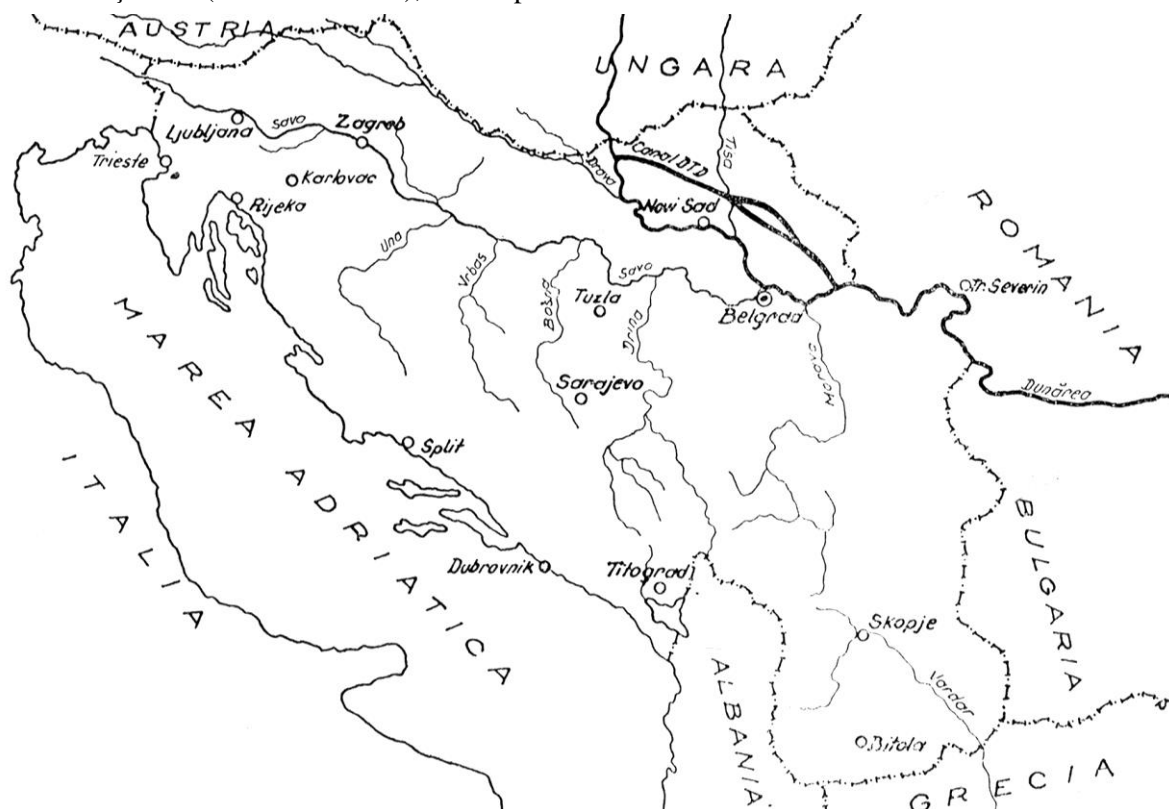 AUSTRIA
UNGARA
Ljubljana
Savo
Zagreb
Trieste
Karlovac
Rijeka
Drava
Canal DTD
Tisa
Novi Sad
ROMANIA
Una
Vrbas
Bosna
Tuzla
Savo
Drina
Belgrad
Morava
Tr. Severin
Dunărea
MAREA ADRIATICA
Sarajevo
Split
ITALIA
Dubrovnik
Titograd
BULGARIA
Skopje
Vardar
ALBANIA
Bitola
GRECIA